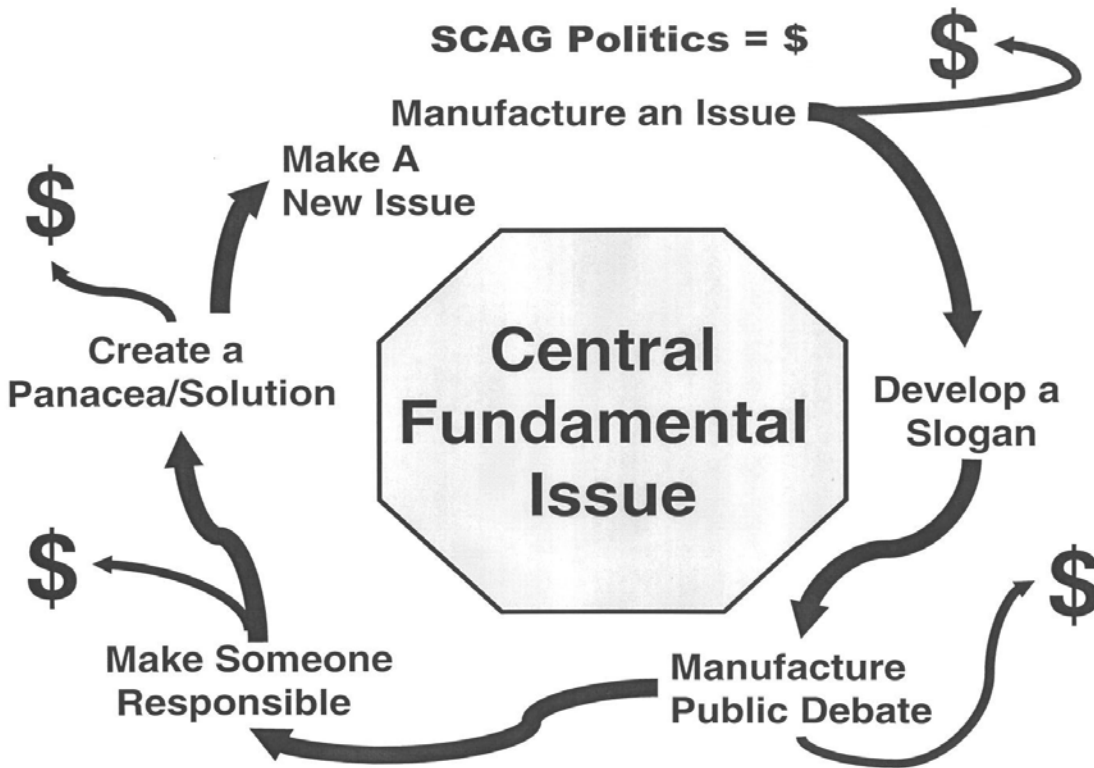 SCAG Politics = $
$
Manufacture an Issue
Make A
New Issue
$
Central
Fundamental
Issue
Create a
Panacea/Solution
Develop a
Slogan
$
$
Make Someone
Responsible
Manufacture
Public Debate